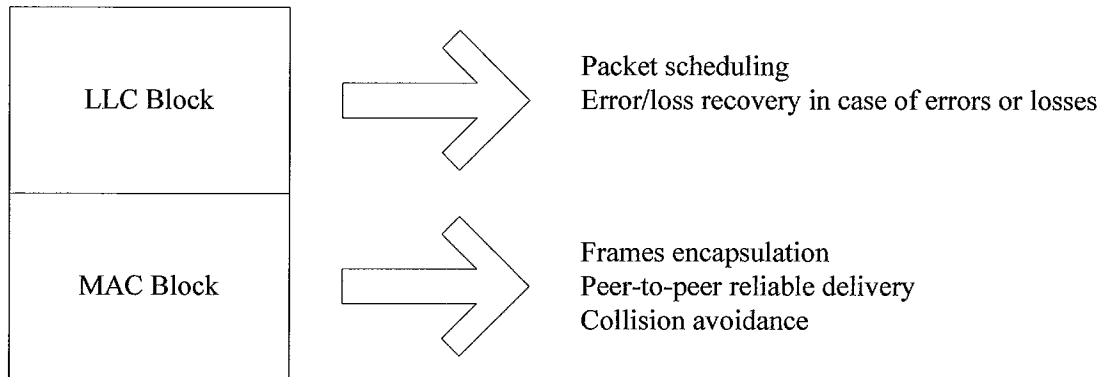 LLC Block
Packet scheduling
Error/loss recovery in case of errors or losses
MAC Block
Frames encapsulation
Peer-to-peer reliable delivery
Collision avoidance